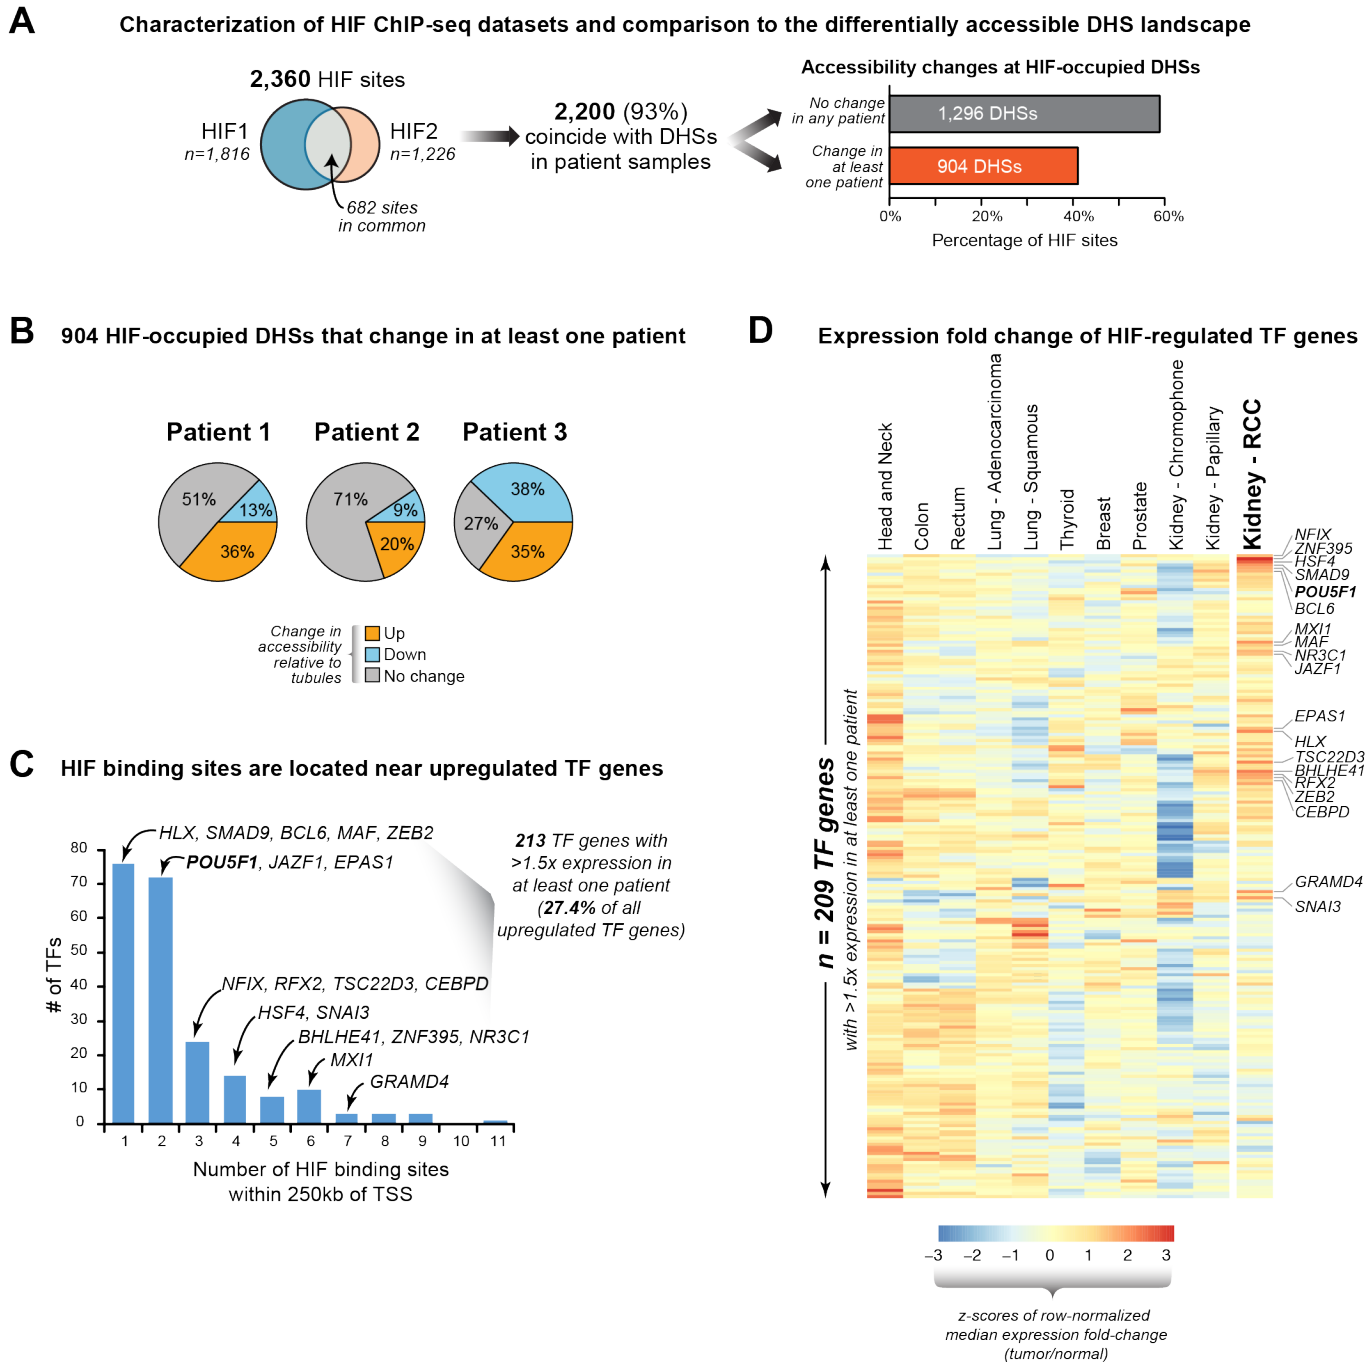 A
Characterization of HIF ChIP-seq datasets and comparison to the differentially accessible DHS landscape
2,360 HIF sites
HIF1
n=1,816
HIF2
n=1,226
682 sites
in common
2,200 (93%)
coincide with DHSs
in patient samples
Accessibility changes at HIF-occupied DHSs
No change
in any patient
1,296 DHSs
Change in
at least
one patient
904 DHSs
0% 20% 40% 60%
Percentage of HIF sites
B
904 HIF-occupied DHSs that change in at least one patient
Patient 1
51%
13%
36%
Patient 2
71%
9%
20%
Patient 3
38%
27%
35%
Change in
accessibility
relative to
tubules
Up
Down
No change
C
HIF binding sites are located near upregulated TF genes
HLX, SMAD9, BCL6, MAF, ZEB2
POU5F1, JAZF1, EPAS1
NFIX, RFX2, TSC22D3, CEBPD
HSF4, SNAI3
BHLHE41, ZNF395, NR3C1
MXI1
GRAMD4
213 TF genes with
>1.5x expression in
at least one patient
(27.4% of all
upregulated TF genes)
# of TFs
80
70
60
50
40
30
20
10
0
1 2 3 4 5 6 7 8 9 10 11
Number of HIF binding sites
within 250kb of TSS
D
Expression fold change of HIF-regulated TF genes
Head and Neck
Colon
Rectum
Lung - Adenocarcinoma
Lung - Squamous
Thyroid
Breast
Prostate
Kidney - Chromophone
Kidney - Papillary
Kidney - RCC
n = 209 TF genes
with >1.5x expression in at least one patient
NFIX
ZNF395
HSF4
SMAD9
POU5F1
BCL6
MXI1
MAF
NR3C1
JAZF1
EPAS1
HLX
TSC22D3
BHLHE41
RFX2
ZEB2
CEBPD
GRAMD4
SNAI3
−3 −2 −1 0 1 2 3
z-scores of row-normalized
median expression fold-change
(tumor/normal)